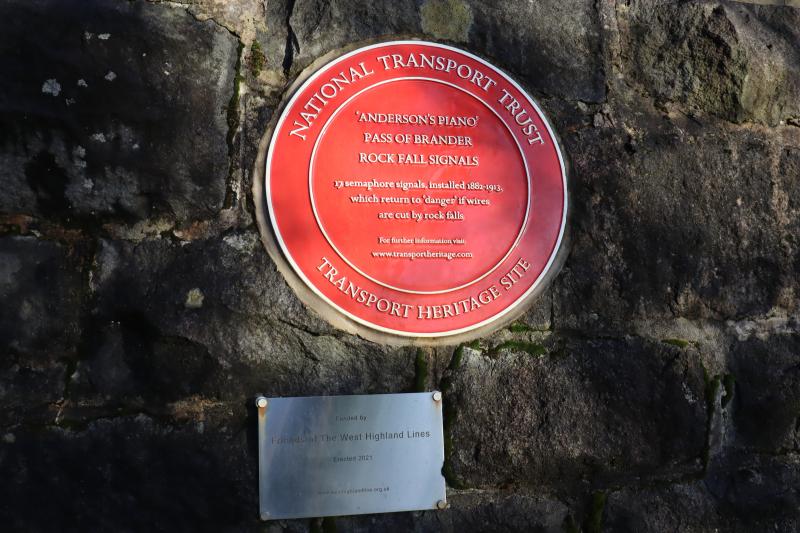 NATIONAL TRANSPORT TRUST
'ANDERSON'S PIANO'
PASS OF BRANDER
ROCK FALL SIGNALS
17 semaphore signals, installed 1882-1913,
which return to 'danger' if wires
are cut by rock falls
For further information visit:
www.transportheritage.com
TRANSPORT HERITAGE SITE
Funded by
Friends of The West Highland Lines
Erected 2021